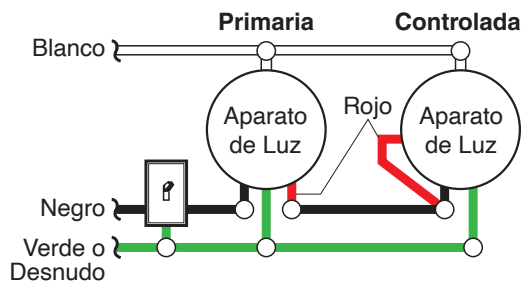 Primaria
Controlada
Blanco
Aparato
de Luz
Rojo
Aparato
de Luz
Negro
Verde o
Desnudo